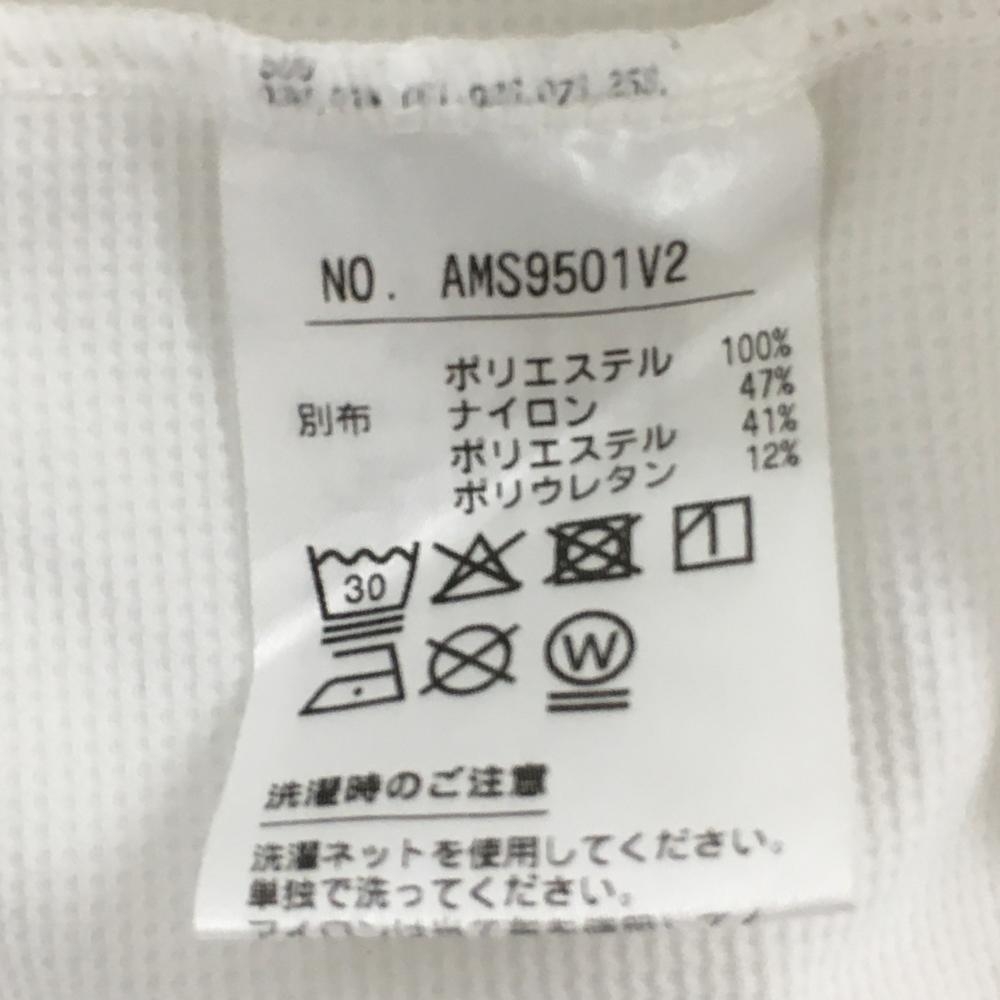 NO. AMS9501V2
ポリエステル 100%
別布 ナイロン 47%
ポリエステル 41%
ポリウレタン 12%
30
W
洗濯時のご注意
洗濯ネットを使用してください。
単独で洗ってください。